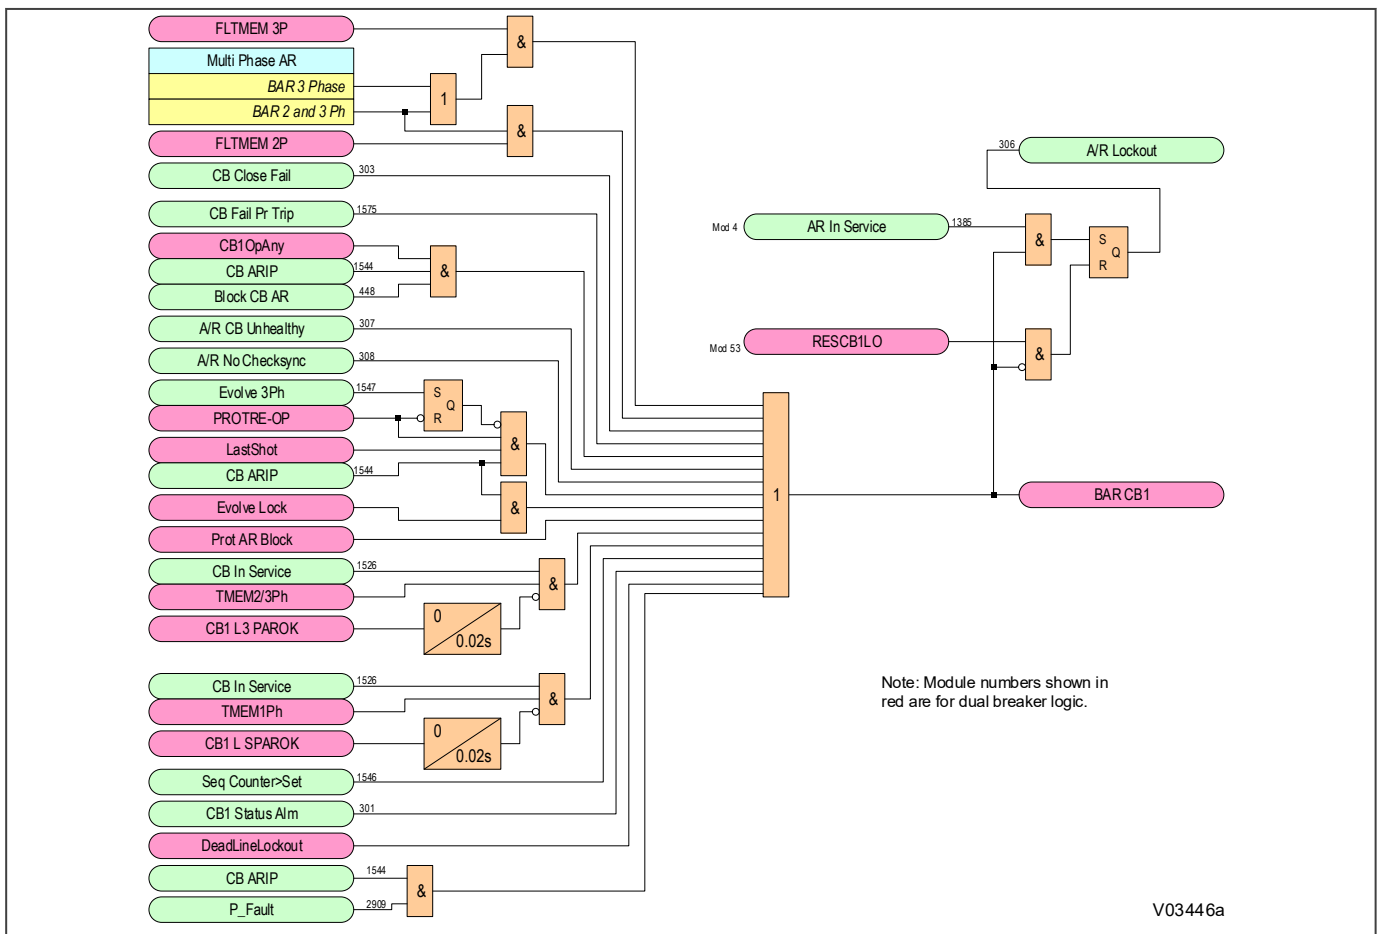 FLTMEM 3P
&
Multi Phase AR
BAR 3 Phase
1
BAR 2 and 3 Ph
&
FLTMEM 2P
CB Close Fail
303
CB Fail Pr Trip
1575
CB1OpAny
CB ARIP
1544
&
Block CB AR
448
A/R CB Unhealthy
307
A/R No Checksync
308
Evolve 3Ph
1547
S
Q
R
PROTRE-OP
&
LastShot
CB ARIP
1544
Evolve Lock
&
Prot AR Block
CB In Service
1526
&
TMEM2/3Ph
CB1 L3 PAROK
0
0.02s
CB In Service
1526
&
TMEM1Ph
CB1 L SPAROK
0
0.02s
Seq Counter>Set
1546
CB1 Status Alm
301
DeadLineLockout
CB ARIP
1544
&
P_Fault
2909
1
306
A/R Lockout
Mod 4
AR In Service
1385
&
S
Q
R
Mod 53
RESCB1LO
&
BAR CB1
Note: Module numbers shown in
red are for dual breaker logic.
V03446a